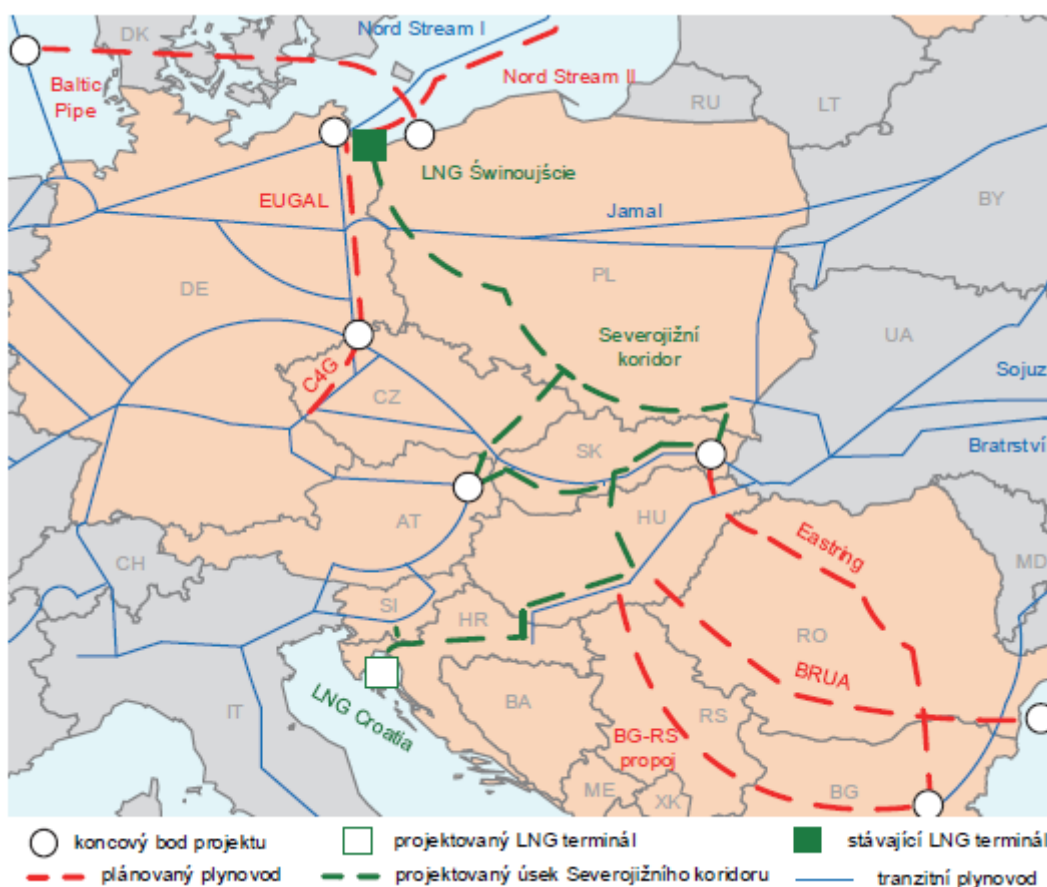 DK
Nord Stream I
Baltic
Pipe
Nord Stream II
RU
LT
LNG Świnoujście
EUGAL
Jamal
BY
DE
PL
UA
Severojižní
koridor
Sojuz
C4G
CZ
SK
Bratrství
AT
HU
CH
Eastring
MD
SI
HR
RO
BRUA
LNG Croatia
IT
BA
RS
BG-RS
propoj
ME
XK
BG
koncový bod projektu
projektovaný LNG terminál
stávající LNG terminál
plánovaný plynovod
projektovaný úsek Severojižního koridoru
tranzitní plynovod